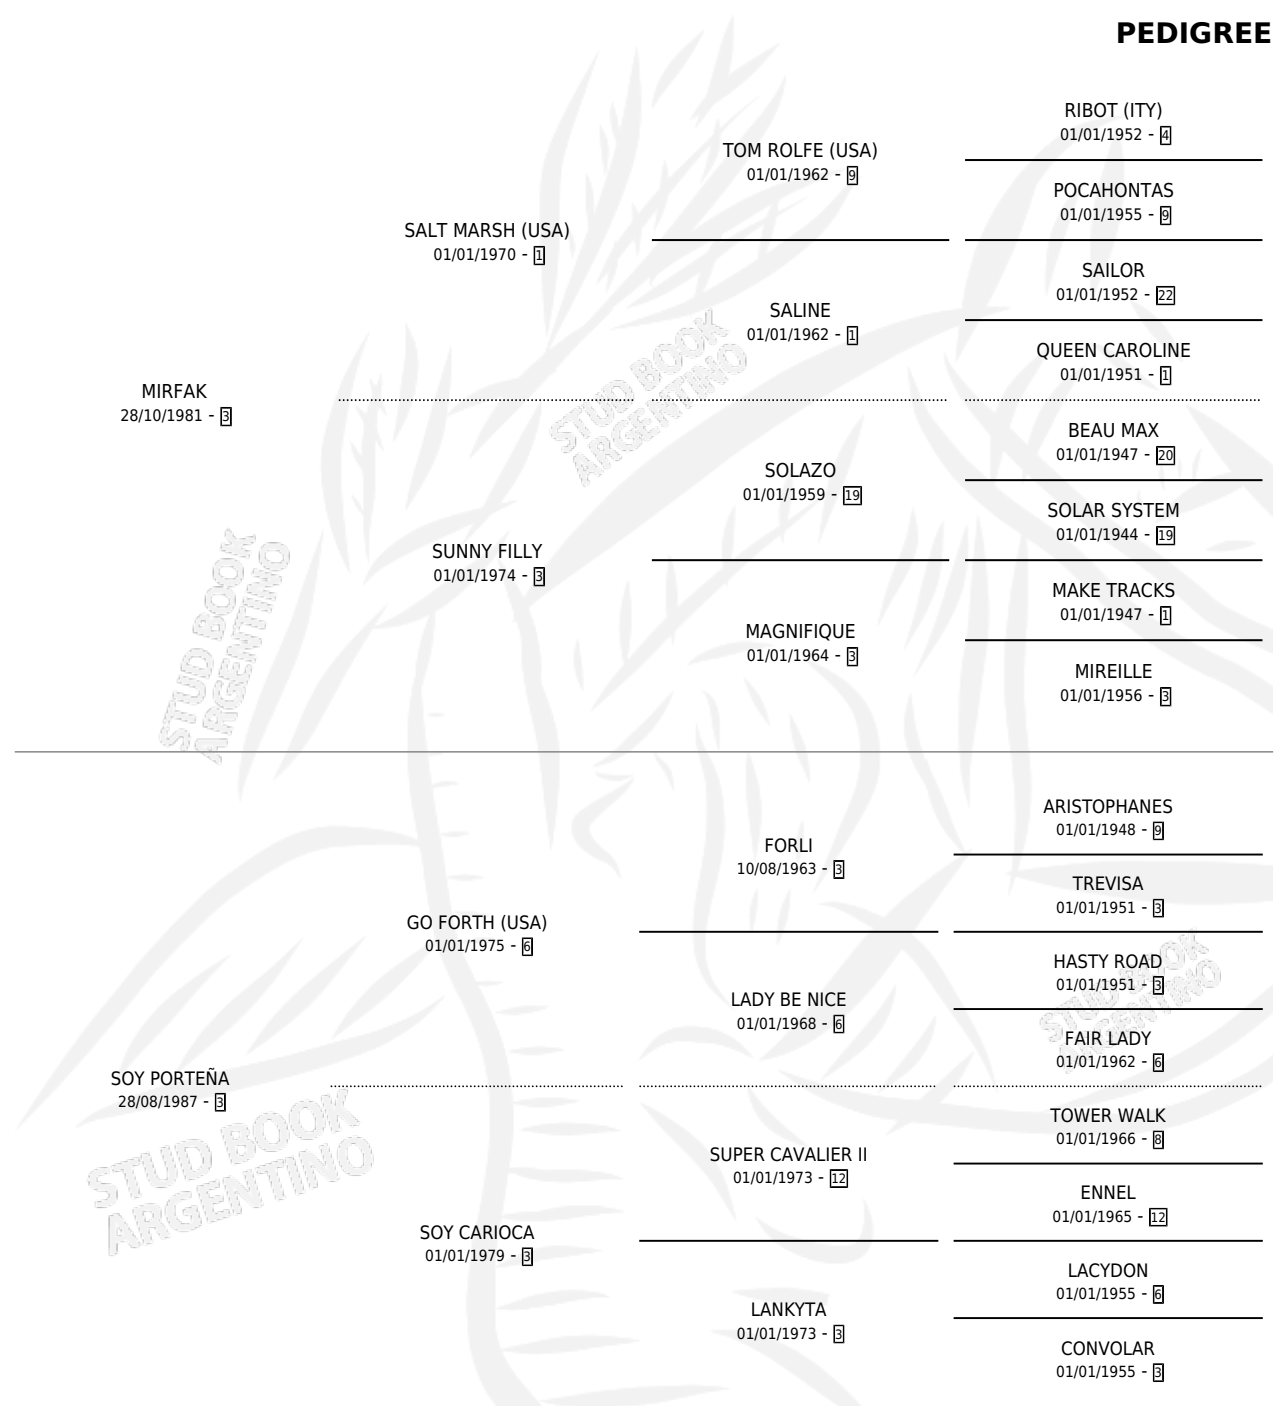 PEDIGREE
RIBOT (ITY)
01/01/1952 - 4
TOM ROLFE (USA)
01/01/1962 - 9
POCAHONTAS
01/01/1955 - 9
SALT MARSH (USA)
01/01/1970 - 1
SAILOR
01/01/1952 - 22
SALINE
01/01/1962 - 1
QUEEN CAROLINE
01/01/1951 - 1
MIRFAK
28/10/1981 - 3
BEAU MAX
01/01/1947 - 20
SOLAZO
01/01/1959 - 19
SOLAR SYSTEM
01/01/1944 - 19
SUNNY FILLY
01/01/1974 - 3
MAKE TRACKS
01/01/1947 - 1
MAGNIFIQUE
01/01/1964 - 3
MIREILLE
01/01/1956 - 3
ARISTOPHANES
01/01/1948 - 9
FORLI
10/08/1963 - 3
TREVISA
01/01/1951 - 3
GO FORTH (USA)
01/01/1975 - 6
HASTY ROAD
01/01/1951 - 3
LADY BE NICE
01/01/1968 - 6
FAIR LADY
01/01/1962 - 6
SOY PORTEÑA
28/08/1987 - 3
TOWER WALK
01/01/1966 - 8
SUPER CAVALIER II
01/01/1973 - 12
ENNEL
01/01/1965 - 12
SOY CARIOCA
01/01/1979 - 3
LACYDON
01/01/1955 - 6
LANKYTA
01/01/1973 - 3
CONVOLAR
01/01/1955 - 3
STUD BOOK
ARGENTINO
STUD BOOK
ARGENTINO
STUD BOOK
ARGENTINO
STUD BOOK
ARGENTINO